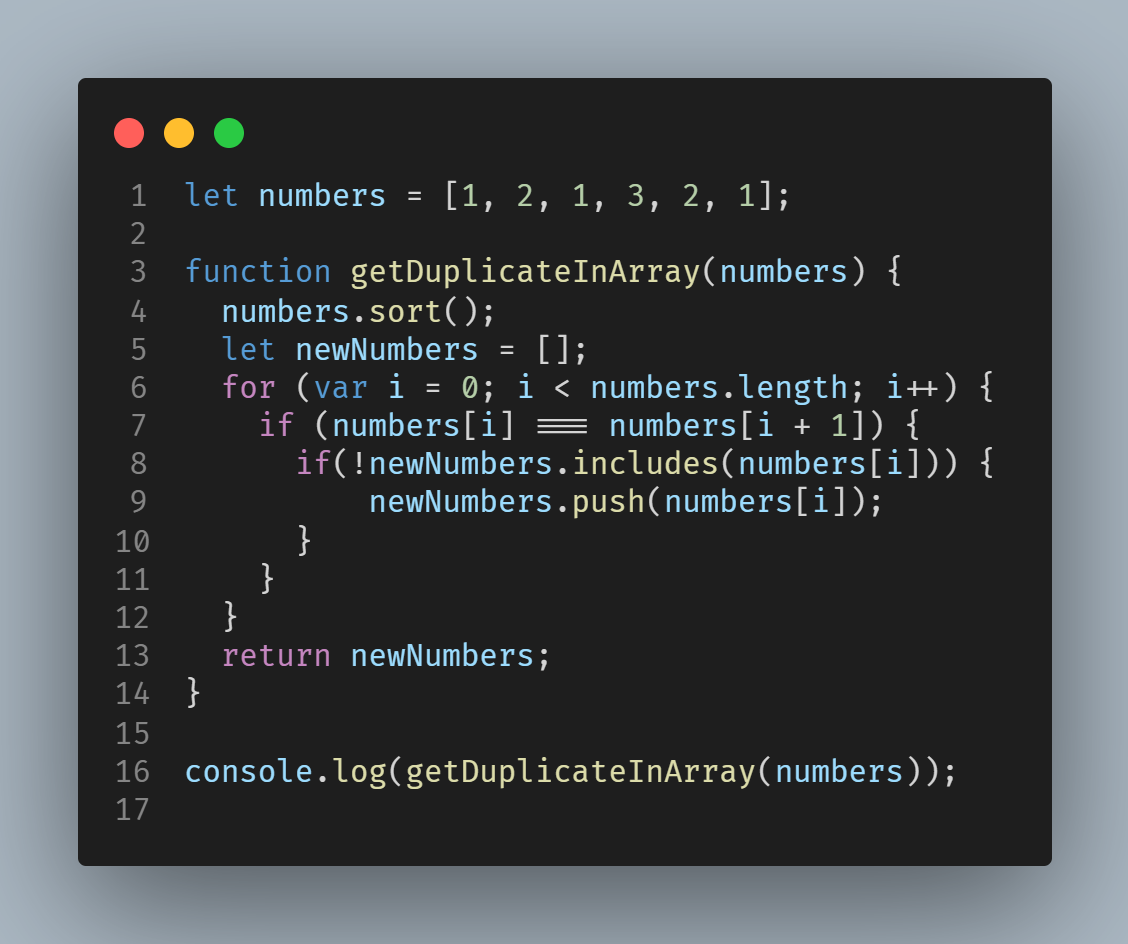 1 let numbers = [1, 2, 1, 3, 2, 1];
2
3 function getDuplicateInArray(numbers) {
4   numbers.sort();
5   let newNumbers = [];
6   for (var i = 0; i < numbers.length; i++) {
7     if (numbers[i] === numbers[i + 1]) {
8       if(!newNumbers.includes(numbers[i])) {
9           newNumbers.push(numbers[i]);
10       }
11     }
12   }
13   return newNumbers;
14 }
15
16 console.log(getDuplicateInArray(numbers));
17